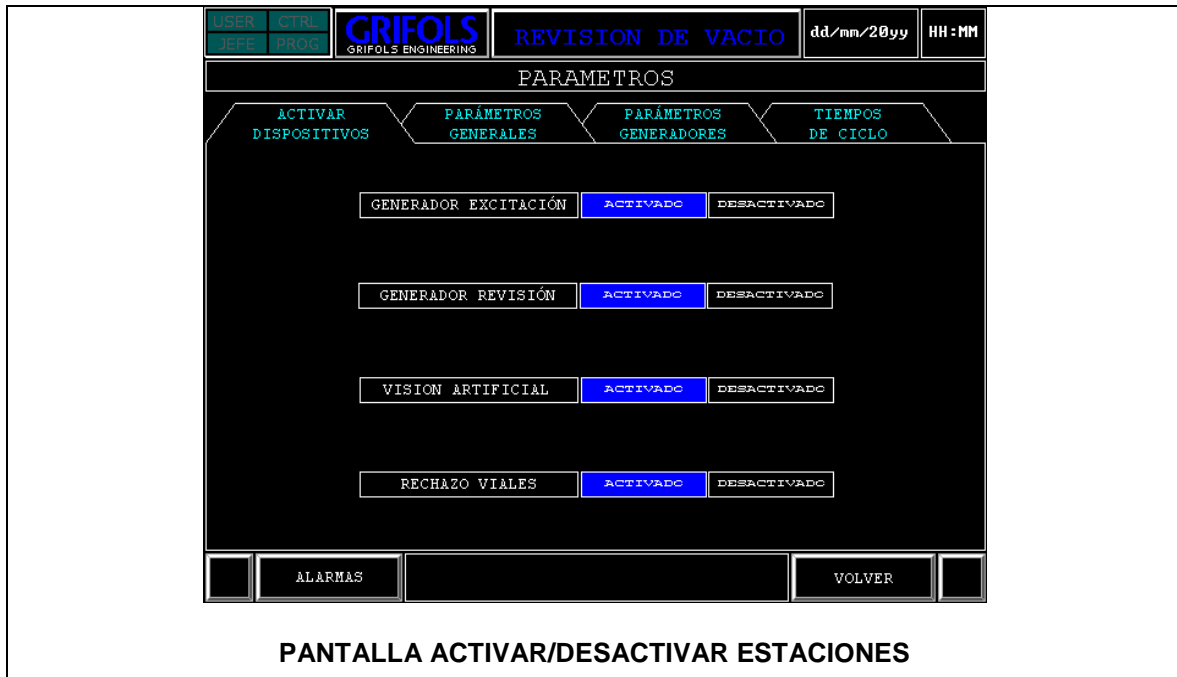 USER CTRL
JEFE PROG
GRIFOLS
GRIFOLS ENGINEERING
REVISION DE VACIO
dd/mm/20yy
HH:MM
PARAMETROS
ACTIVAR
DISPOSITIVOS
PARÁMETROS
GENERALES
PARÁMETROS
GENERADORES
TIEMPOS
DE CICLO
GENERADOR EXCITACIÓN ACTIVADO DESACTIVADO
GENERADOR REVISIÓN ACTIVADO DESACTIVADO
VISION ARTIFICIAL ACTIVADO DESACTIVADO
RECHAZO VIALES ACTIVADO DESACTIVADO
ALARMAS
VOLVER
PANTALLA ACTIVAR/DESACTIVAR ESTACIONES